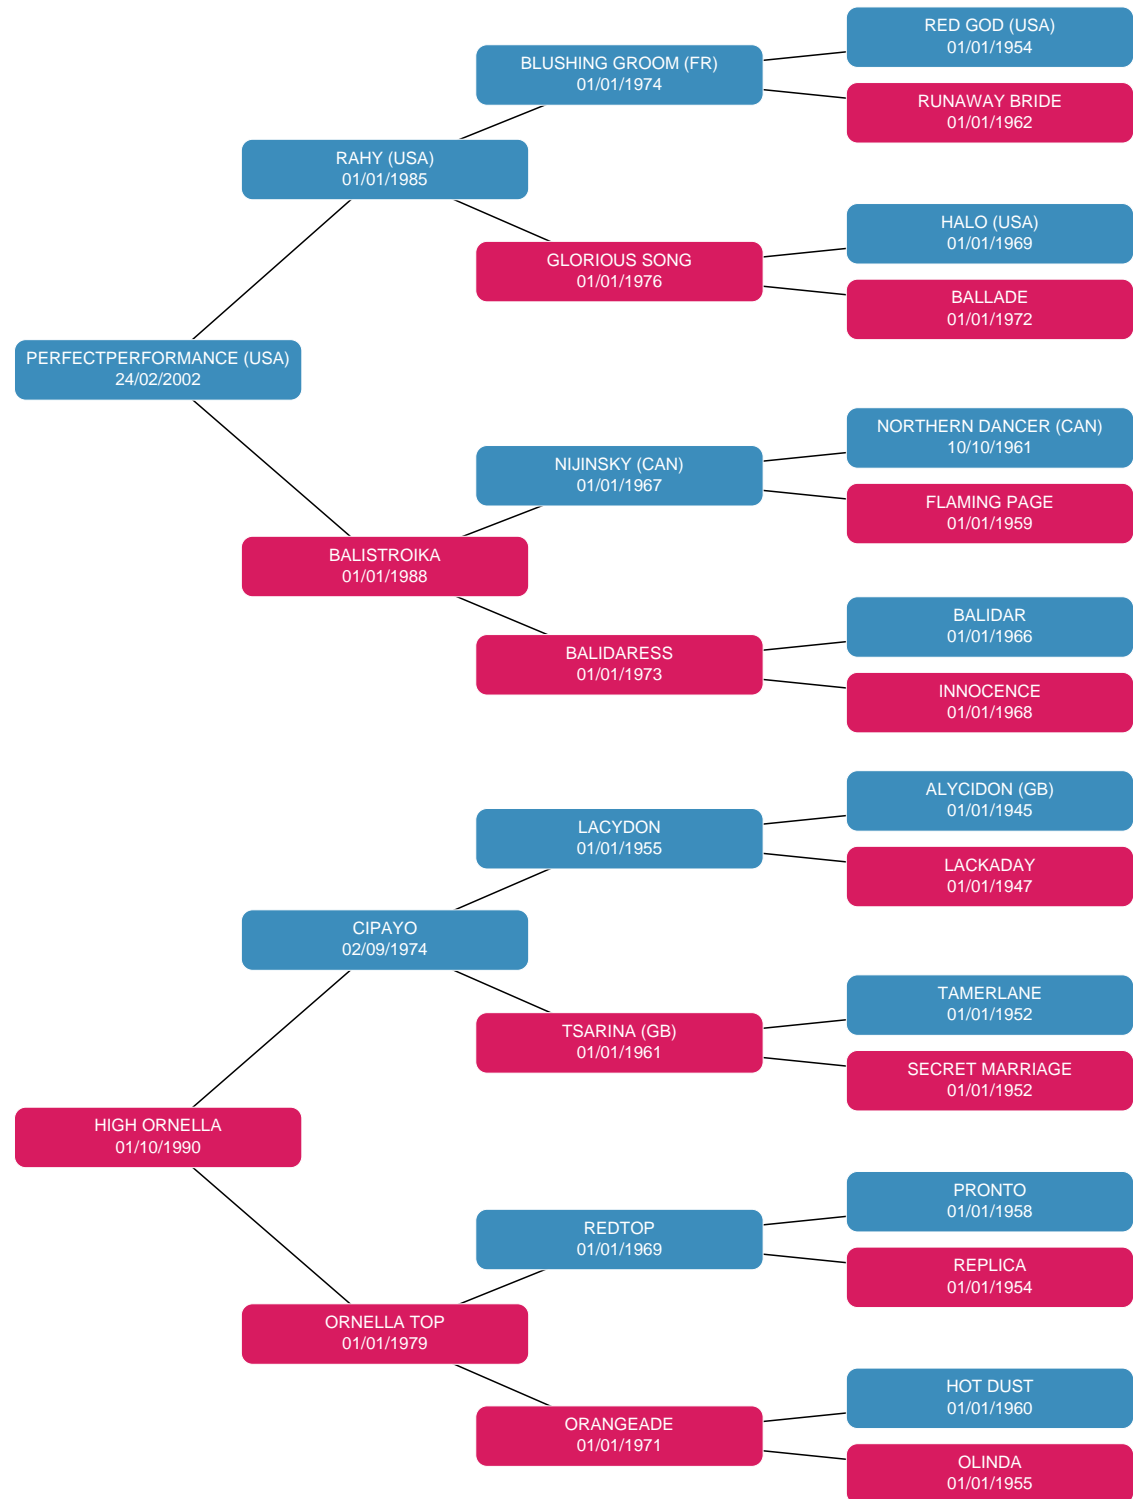 RED GOD (USA)
01/01/1954
BLUSHING GROOM (FR)
01/01/1974
RUNAWAY BRIDE
01/01/1962
RAHY (USA)
01/01/1985
HALO (USA)
01/01/1969
GLORIOUS SONG
01/01/1976
BALLADE
01/01/1972
PERFECTPERFORMANCE (USA)
24/02/2002
NORTHERN DANCER (CAN)
10/10/1961
NIJINSKY (CAN)
01/01/1967
FLAMING PAGE
01/01/1959
BALISTROIKA
01/01/1988
BALIDAR
01/01/1966
BALIDARESS
01/01/1973
INNOCENCE
01/01/1968
ALYCIDON (GB)
01/01/1945
LACYDON
01/01/1955
LACKADAY
01/01/1947
CIPAYO
02/09/1974
TAMERLANE
01/01/1952
TSARINA (GB)
01/01/1961
SECRET MARRIAGE
01/01/1952
HIGH ORNELLA
01/10/1990
PRONTO
01/01/1958
REDTOP
01/01/1969
REPLICA
01/01/1954
ORNELLA TOP
01/01/1979
HOT DUST
01/01/1960
ORANGEADE
01/01/1971
OLINDA
01/01/1955